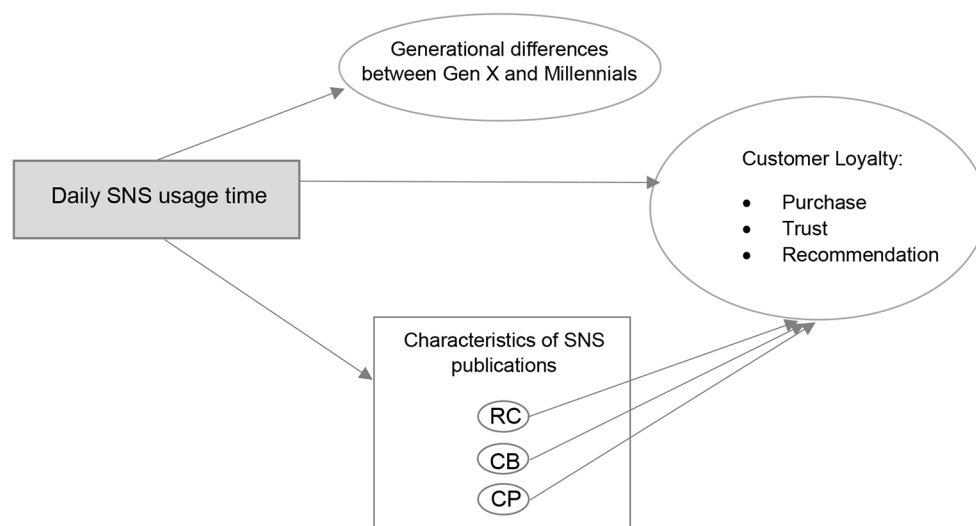 Generational differences
between Gen X and Millennials
Daily SNS usage time
Customer Loyalty:
• Purchase
• Trust
• Recommendation
Characteristics of SNS
publications
RC
CB
CP